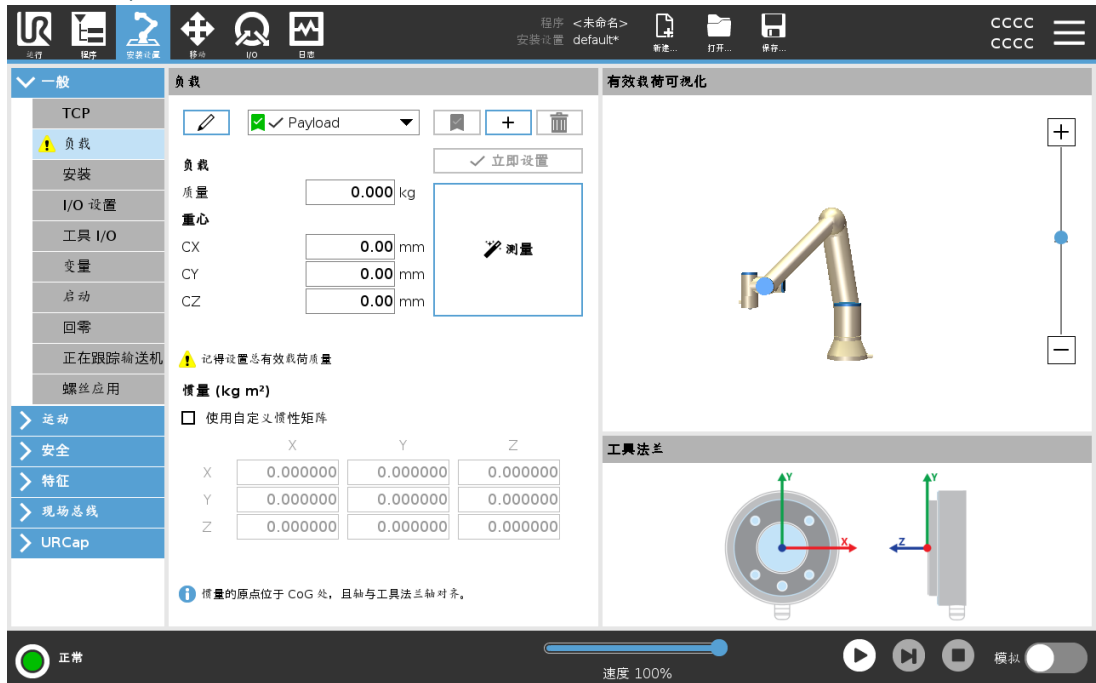 UR
运行
程序
安装设置
移动
I/O
日志
程序 <未命名>
安装设置 default*
新建...
打开...
保存...
cccc
cccc
一般
TCP
负载
安装
I/O 设置
工具 I/O
变量
启动
回零
正在跟踪输送机
螺丝应用
运动
安全
特征
现场总线
URCap
负载
Payload
立即设置
负载
质量 0.000 kg
重心
CX 0.00 mm
CY 0.00 mm
CZ 0.00 mm
测量
记得设置总有效载荷质量
惯量 (kg m²)
使用自定义惯性矩阵
X Y Z
X 0.000000 0.000000 0.000000
Y 0.000000 0.000000 0.000000
Z 0.000000 0.000000 0.000000
惯量的原点位于 CoG 处，且轴与工具法兰轴对齐。
有效载荷可视化
工具法兰
Y
X
Y
Z
正常
速度 100%
模拟